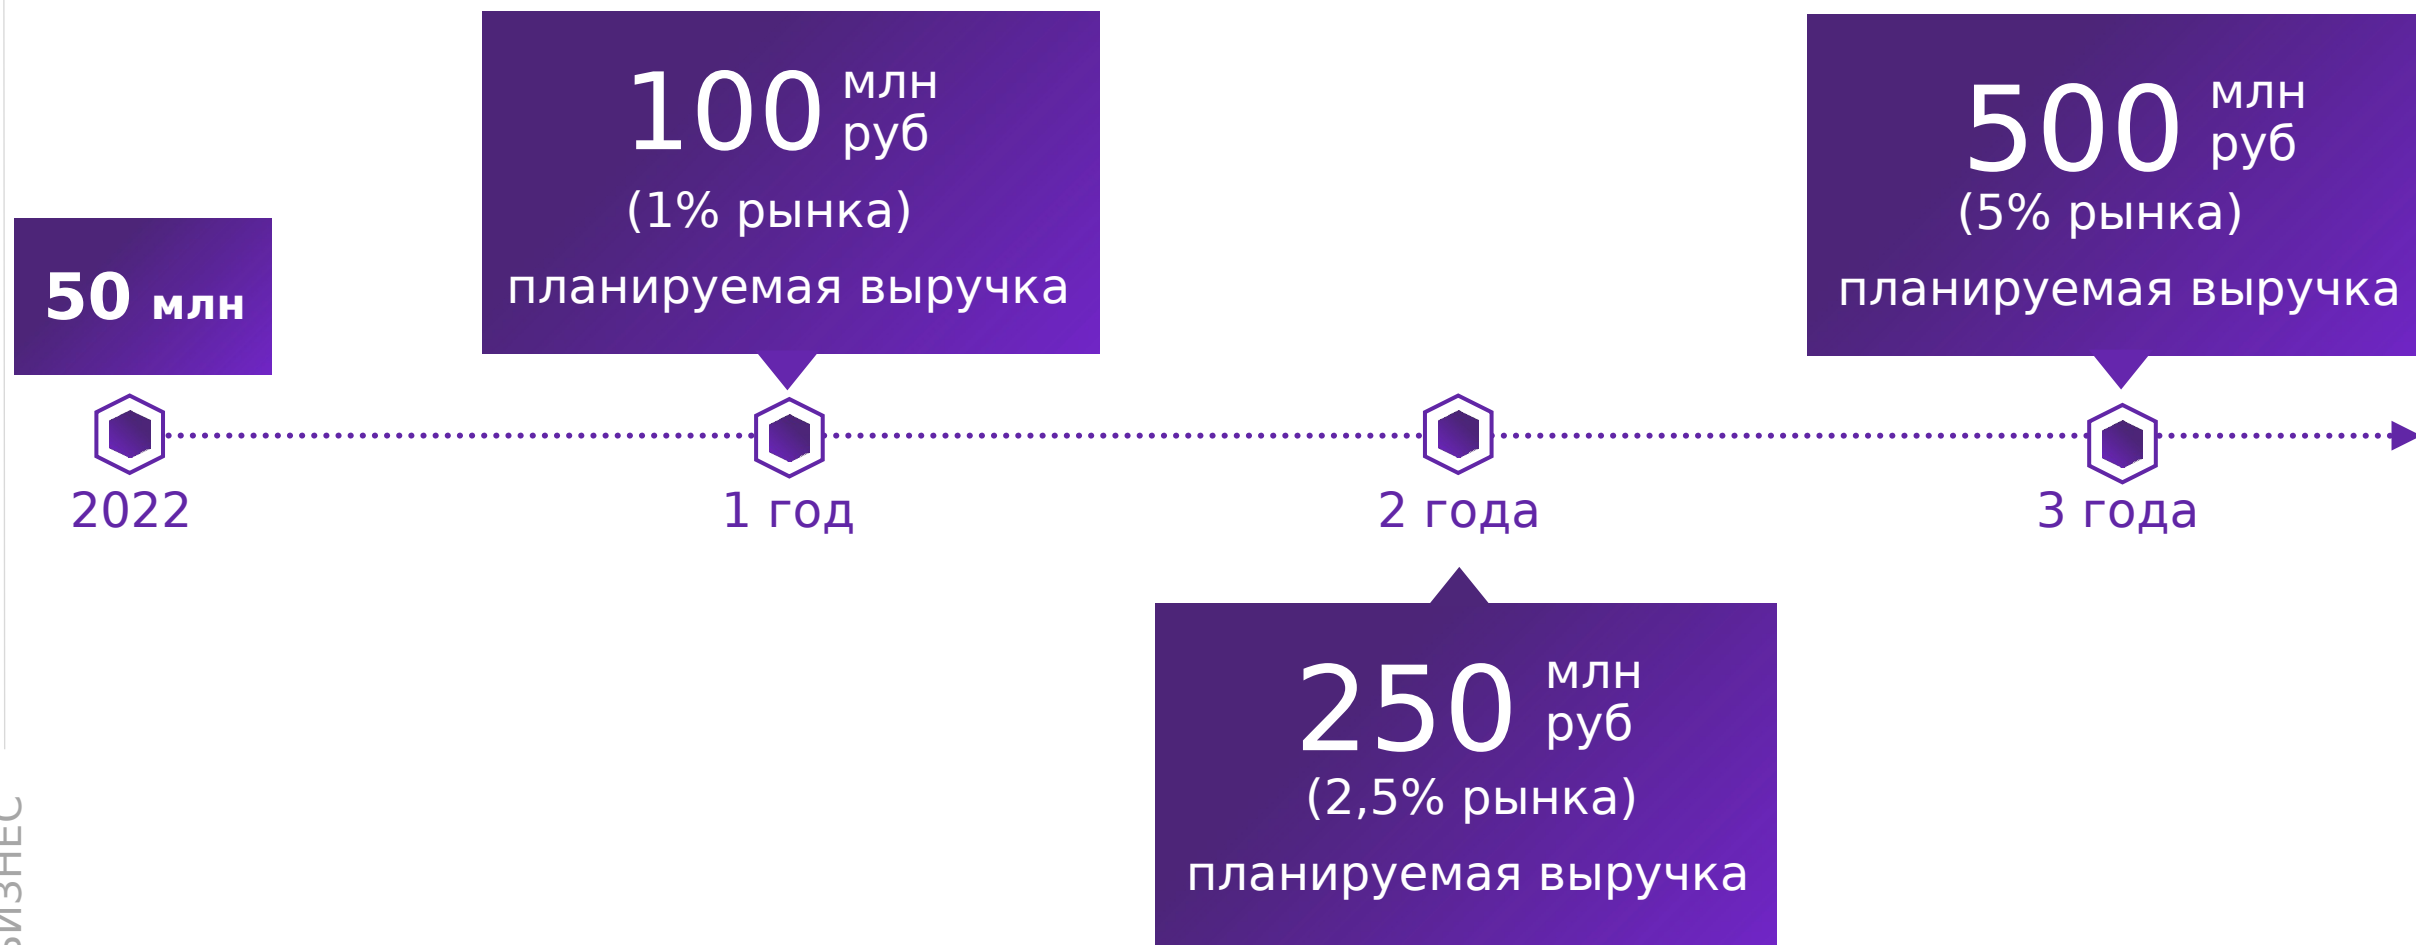 50 млн
2022
100 млн
руб
(1% рынка)
планируемая выручка
1 год
2 года
250 млн
руб
(2,5% рынка)
планируемая выручка
500 млн
руб
(5% рынка)
планируемая выручка
3 года
БИЗНЕС